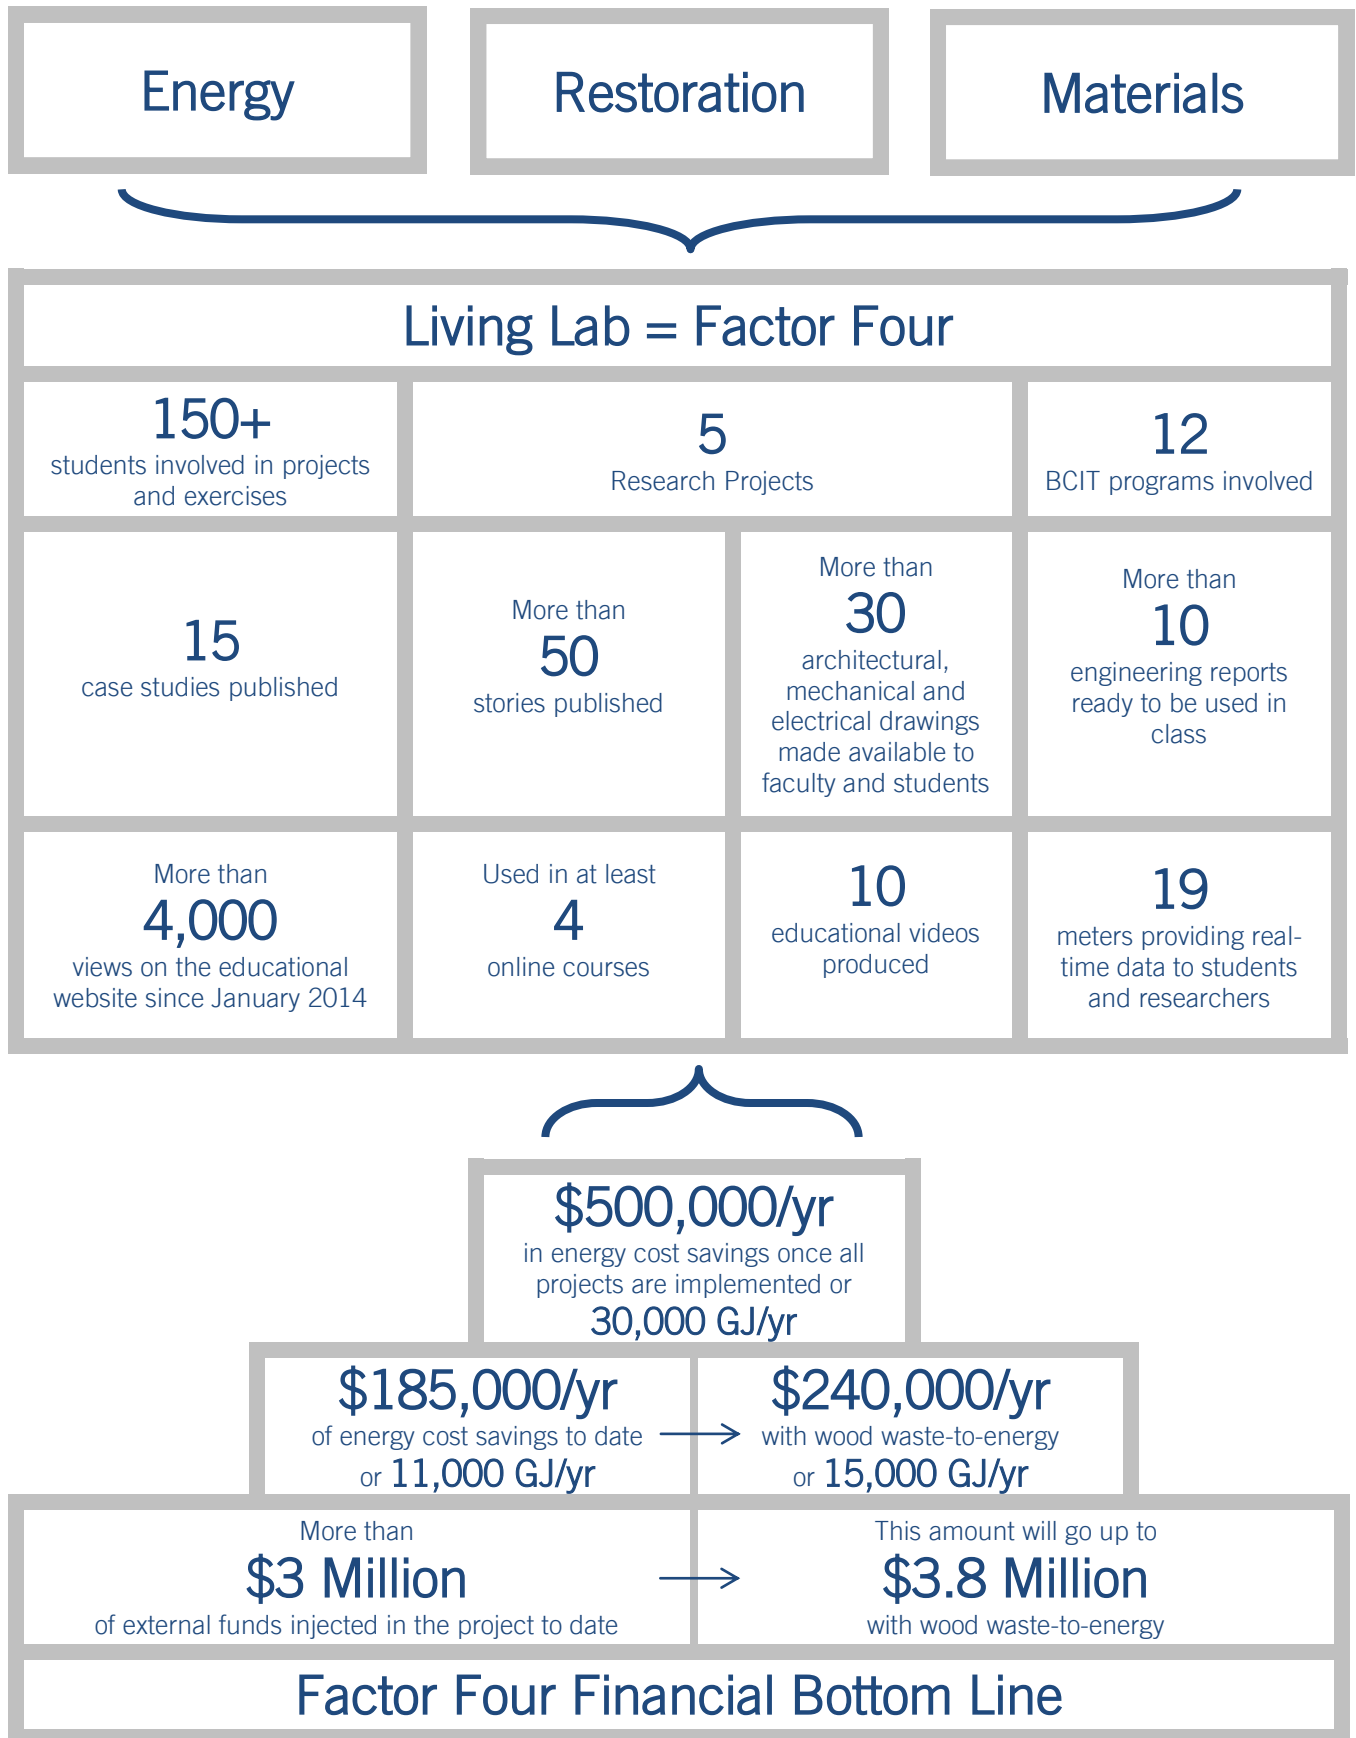 Energy
Restoration
Materials
Living Lab = Factor Four
150+
students involved in projects
and exercises
5
Research Projects
12
BCIT programs involved
15
case studies published
More than
50
stories published
More than
30
architectural,
mechanical and
electrical drawings
made available to
faculty and students
More than
10
engineering reports
ready to be used in
class
More than
4,000
views on the educational
website since January 2014
Used in at least
4
online courses
10
educational videos
produced
19
meters providing real-
time data to students
and researchers
$500,000/yr
in energy cost savings once all
projects are implemented or
30,000 GJ/yr
$185,000/yr
of energy cost savings to date
or 11,000 GJ/yr
$240,000/yr
with wood waste-to-energy
or 15,000 GJ/yr
More than
$3 Million
of external funds injected in the project to date
This amount will go up to
$3.8 Million
with wood waste-to-energy
Factor Four Financial Bottom Line